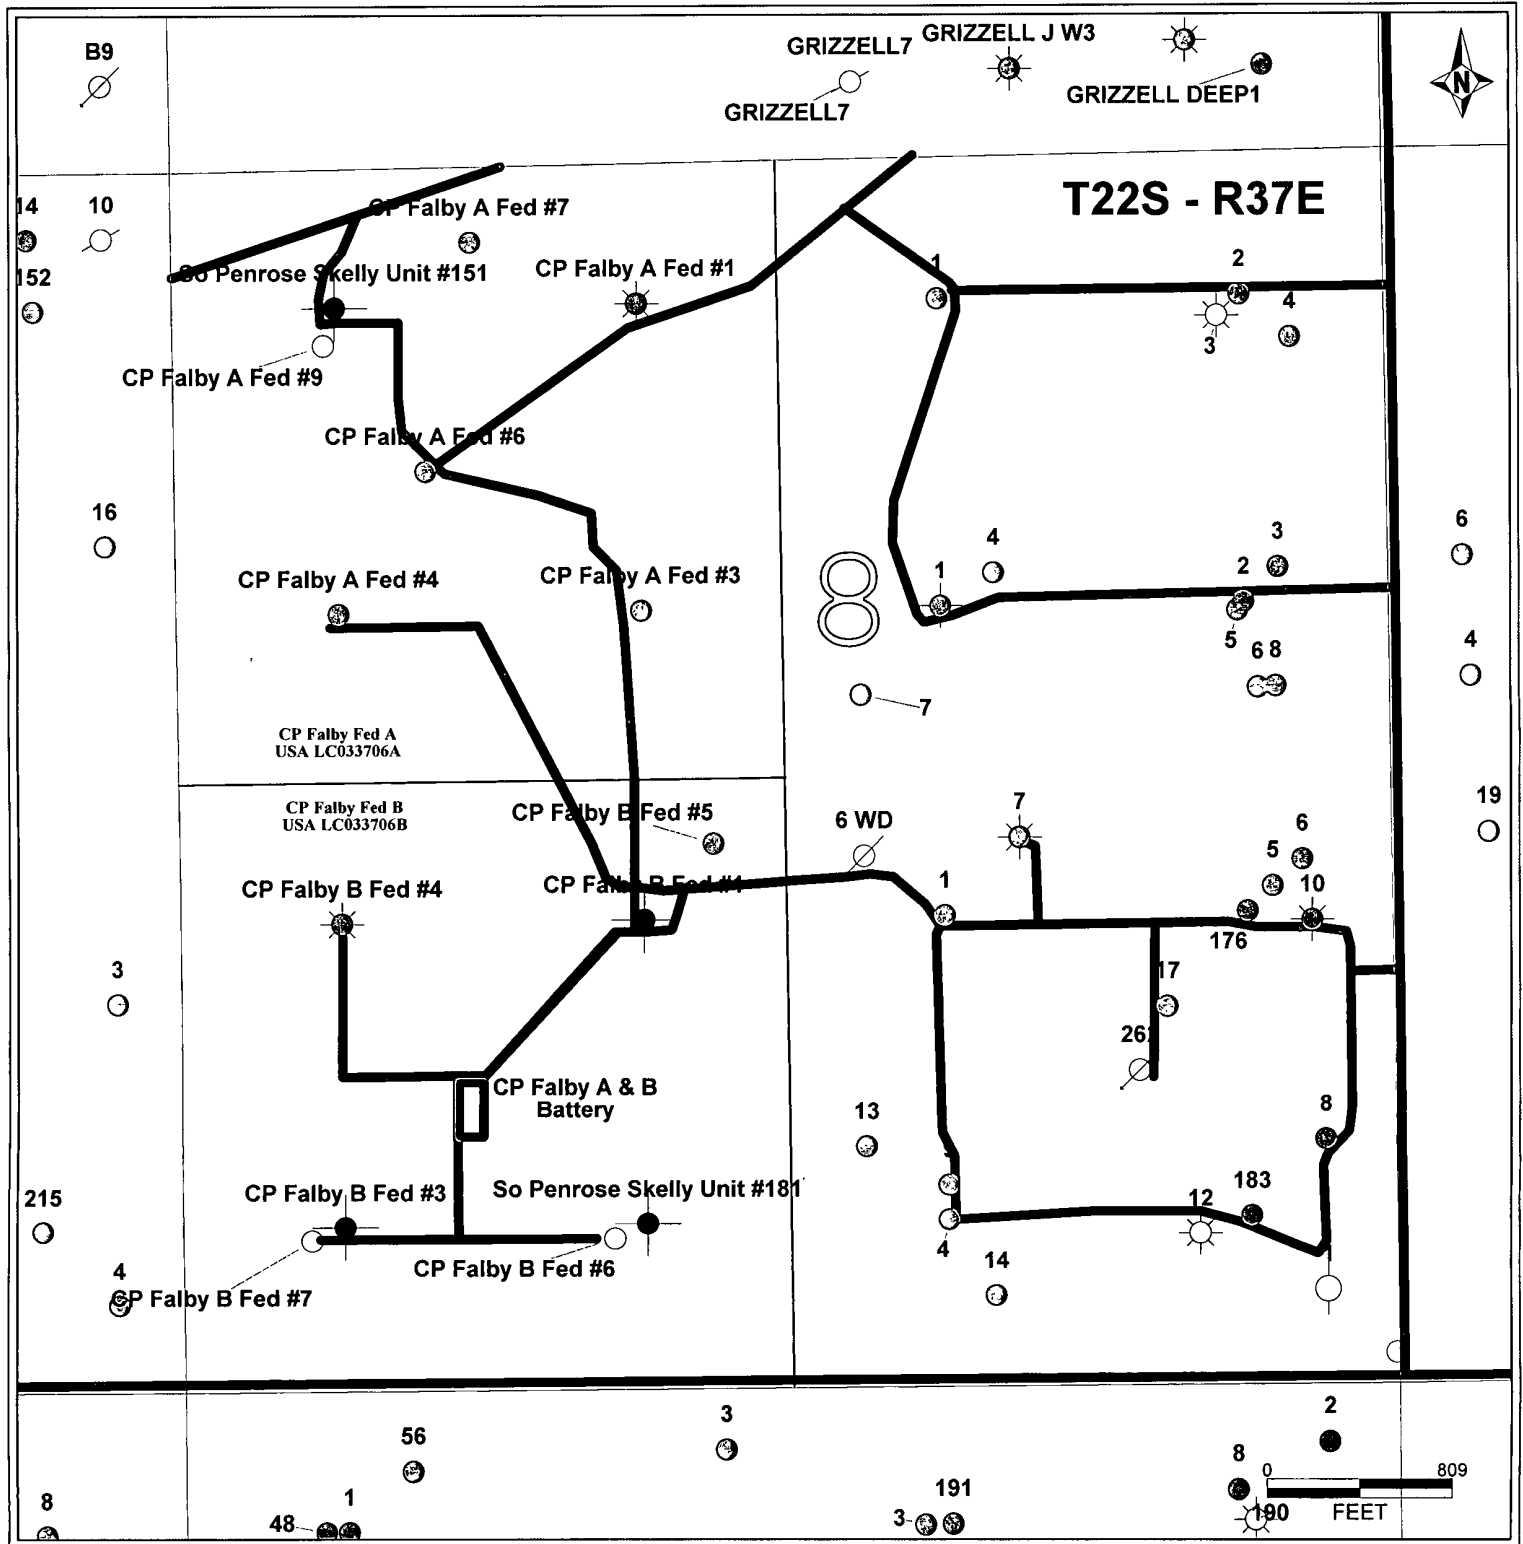 B9
GRIZZELL7
GRIZZELL J W3
GRIZZELL7
GRIZZELL DEEP1
N
T22S - R37E
14
10
CP Falby A Fed #7
152
So Penrose Skelly Unit #151
CP Falby A Fed #1
1
2
4
3
CP Falby A Fed #9
CP Falby A Fed #6
16
4
3
6
CP Falby A Fed #4
CP Falby A Fed #3
8
1
2
5
6 8
4
7
CP Falby Fed A
USA LC033706A
CP Falby Fed B
USA LC033706B
CP Falby B Fed #5
6 WD
7
6
19
5
CP Falby B Fed #4
CP Falby B Fed #1
1
10
176
3
17
CP Falby A & B
Battery
13
8
215
CP Falby B Fed #3
So Penrose Skelly Unit #181
12
183
4
CP Falby B Fed #6
14
4
CP Falby B Fed #7
56
3
2
8
0
809
FEET
190
8
48
1
3
191